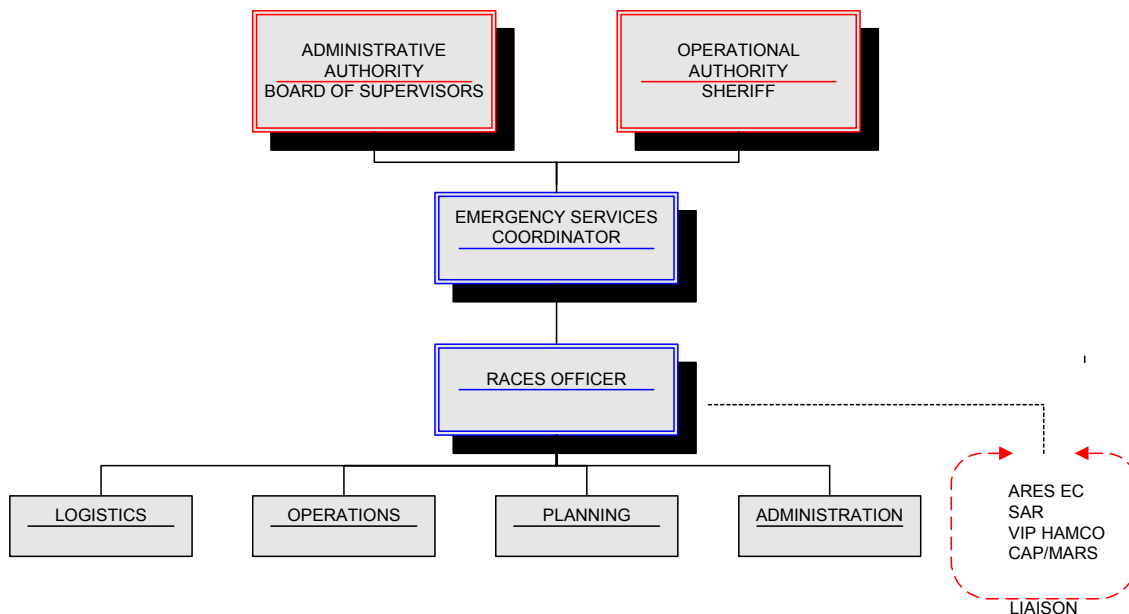 ADMINISTRATIVE
AUTHORITY
BOARD OF SUPERVISORS
OPERATIONAL
AUTHORITY
SHERIFF
EMERGENCY SERVICES
COORDINATOR
RACES OFFICER
LOGISTICS
OPERATIONS
PLANNING
ADMINISTRATION
ARES EC
SAR
VIP HAMCO
CAP/MARS
LIAISON